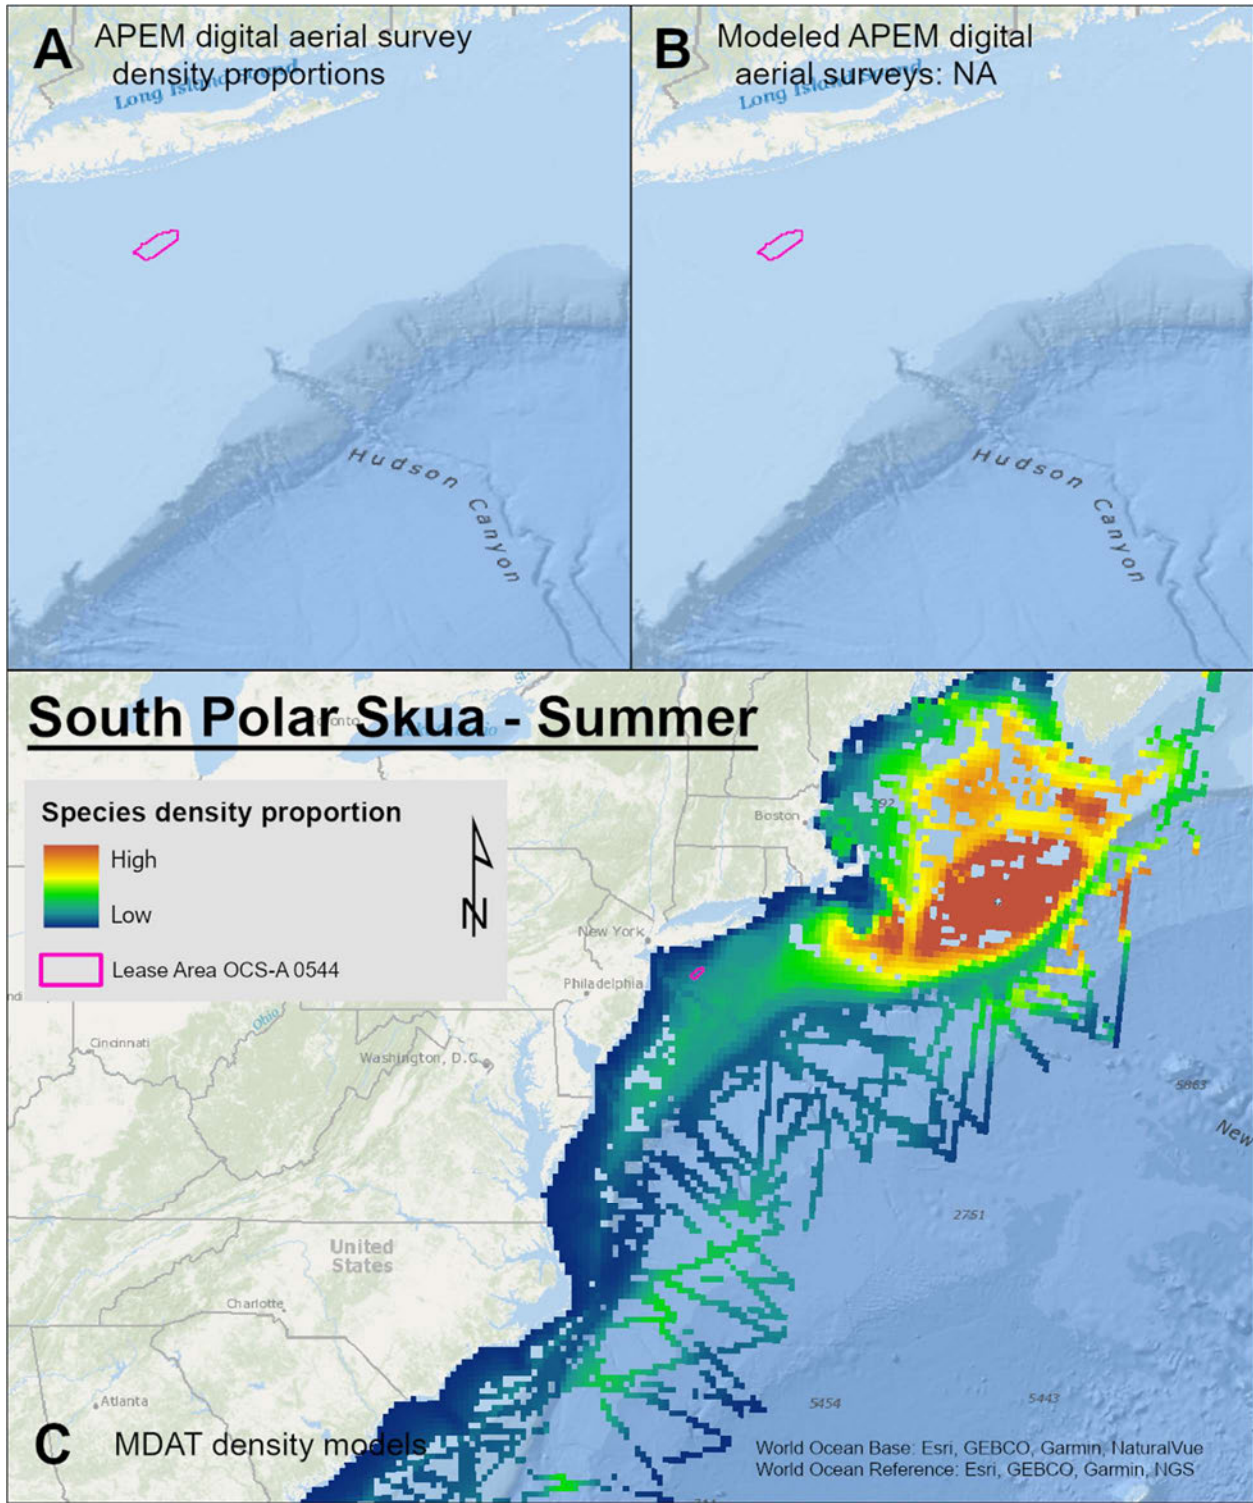 A
APEM digital aerial survey
density proportions
Long Island Sound
Hudson Canyon
B
Modeled APEM digital
aerial surveys: NA
Long Island Sound
Hudson Canyon
South Polar Skua - Summer
Species density proportion
High
Low
Lease Area OCS-A 0544
N
Boston
New York
Philadelphia
Ohio
Cincinnati
Washington, D.C.
5863
New
2751
United
States
Charlotte
Atlanta
5454
5443
C
MDAT density models
World Ocean Base: Esri, GEBCO, Garmin, NaturalVue
World Ocean Reference: Esri, GEBCO, Garmin, NGS